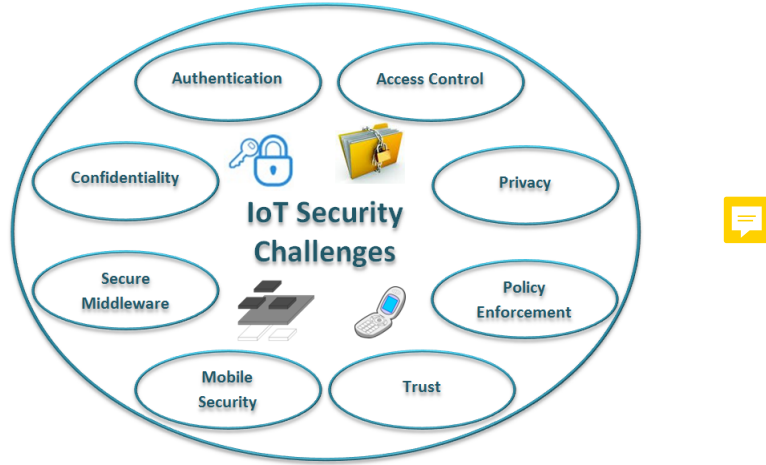 Authentication
Access Control
Confidentiality
Privacy
IoT Security
Challenges
Secure
Middleware
Policy
Enforcement
Mobile
Security
Trust